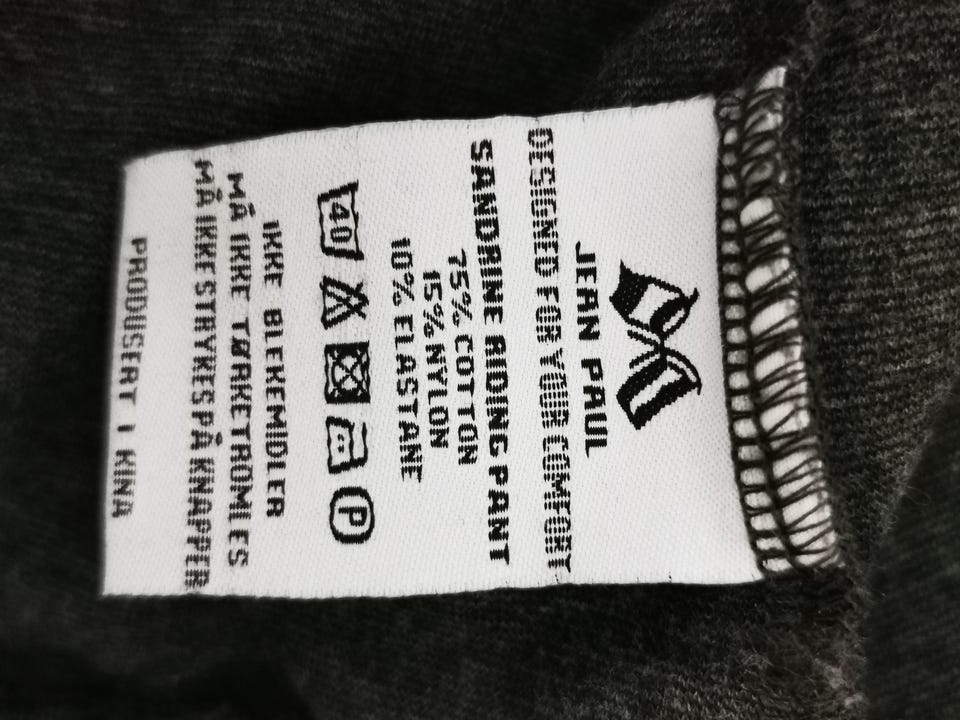 JEAN PAUL
DESIGNED FOR YOUR COMFORT
SANDRINE RIDING PANT
75% COTTON
15% NYLON
10% ELASTANE
40 P
IKKE BLEKEMIDLER
MÅ IKKE TØRKETROMLES
MÅ IKKE STRYKES PÅ KNAPPER
PRODUSERT I KINA